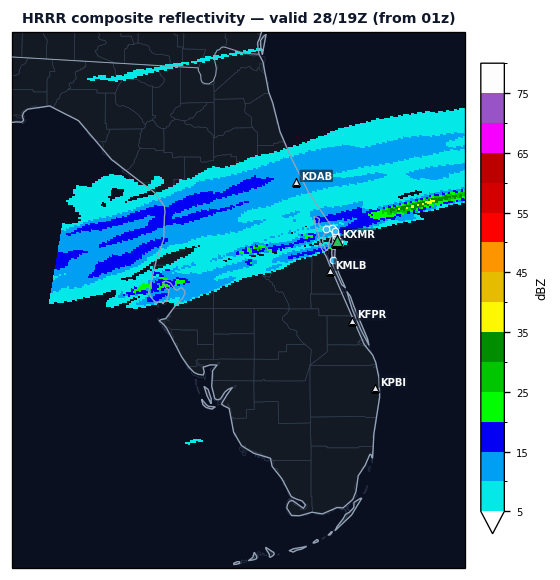 HRRR composite reflectivity — valid 28/19Z (from 01z)
KDAB
KXMR
KMLB
KFPR
KPBI
75
65
55
45
35
25
15
5
dBZ